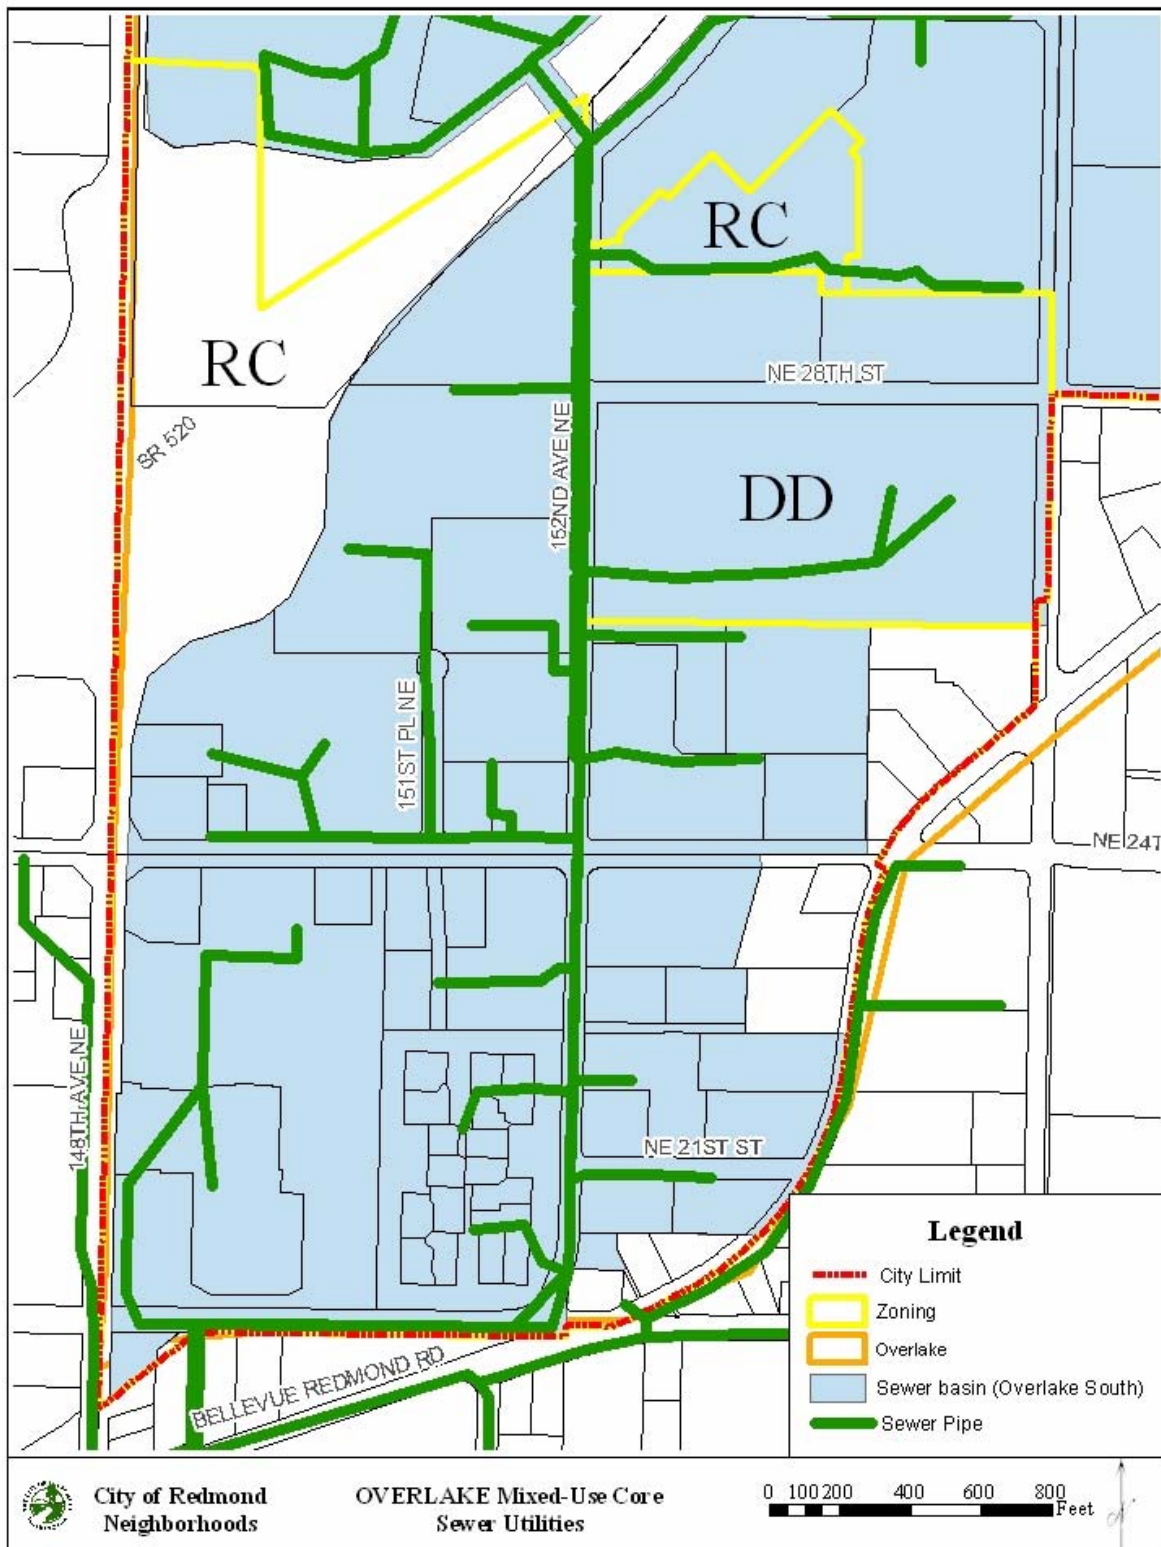 RC
RC
NE 28TH ST
SR 520
152ND AVE NE
DD
151ST PL NE
NE 24T
148TH AVE NE
NE 21ST ST
BELLEVUE REDMOND RD
Legend
City Limit
Zoning
Overlake
Sewer basin (Overlake South)
Sewer Pipe
City of Redmond
Neighborhoods
OVERLAKE Mixed-Use Core
Sewer Utilities
0 100 200 400 600 800
Feet
N